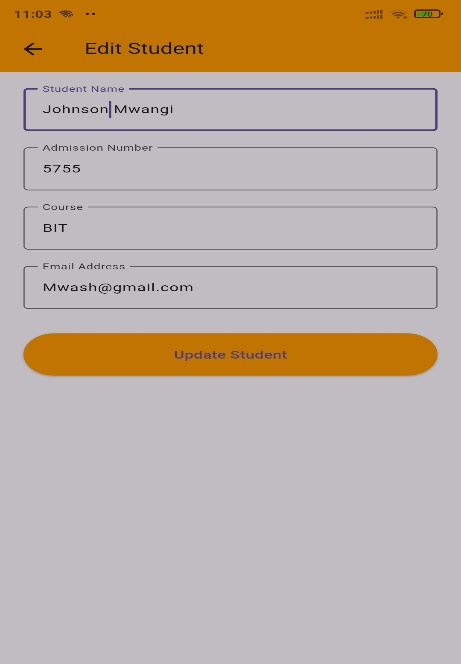 11:03
70
Edit Student
Student Name
Johnson Mwangi
Admission Number
5755
Course
BIT
Email Address
Mwash@gmail.com
Update Student